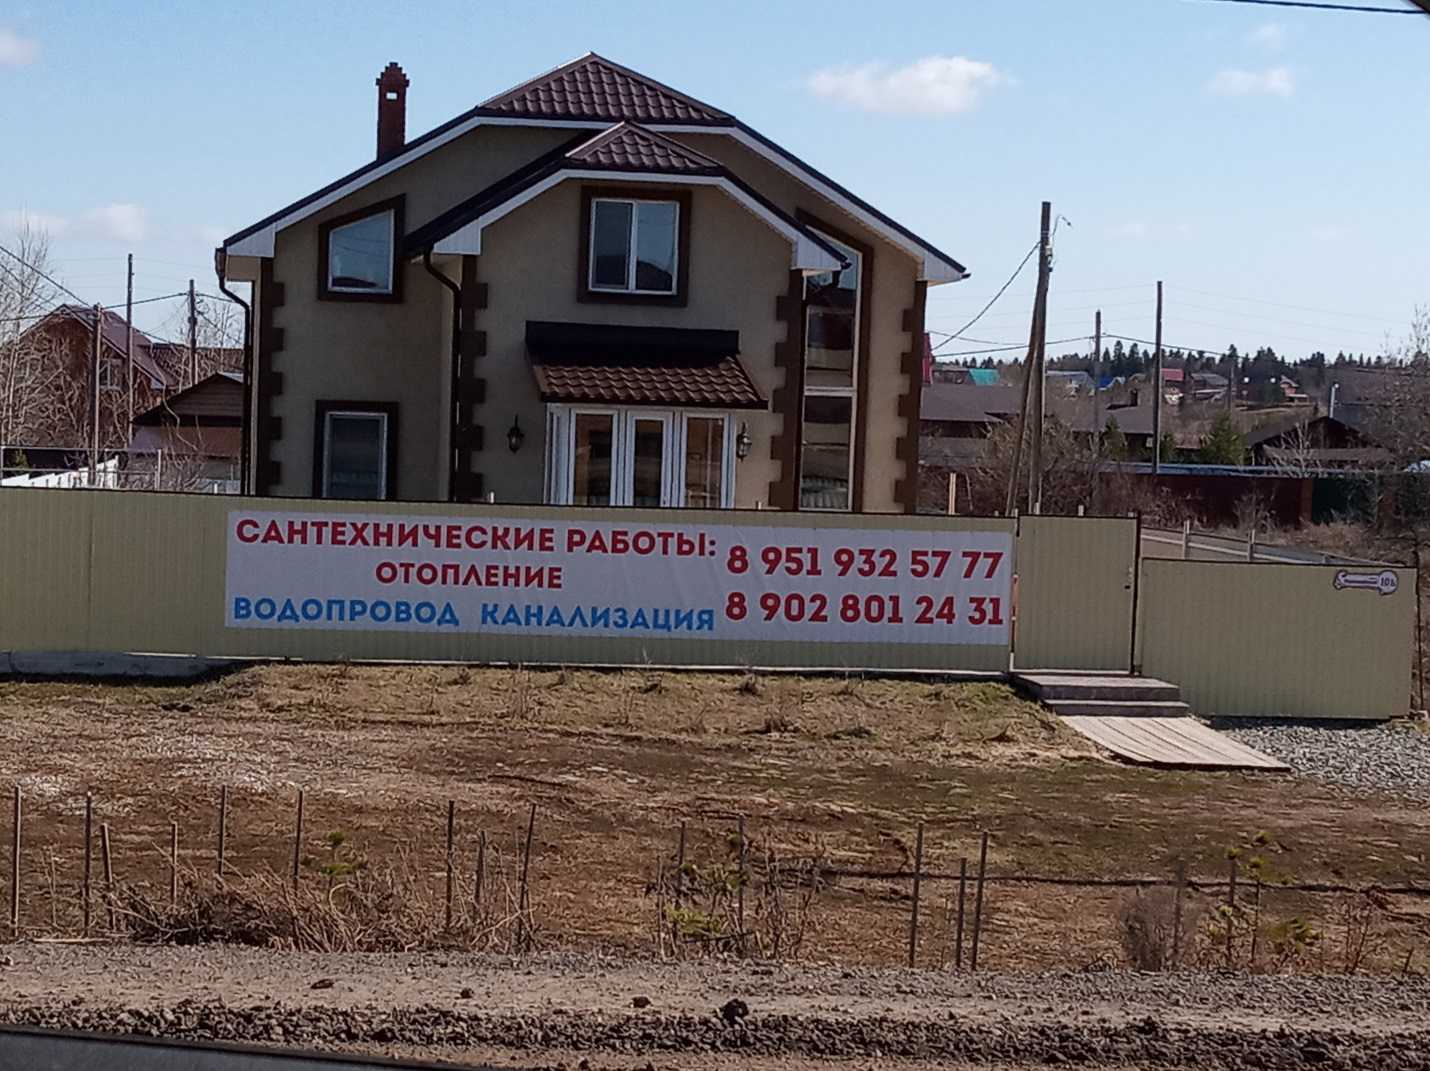 САНТЕХНИЧЕСКИЕ РАБОТЫ:
ОТОПЛЕНИЕ
ВОДОПРОВОД КАНАЛИЗАЦИЯ
8 951 932 57 77
8 902 801 24 31